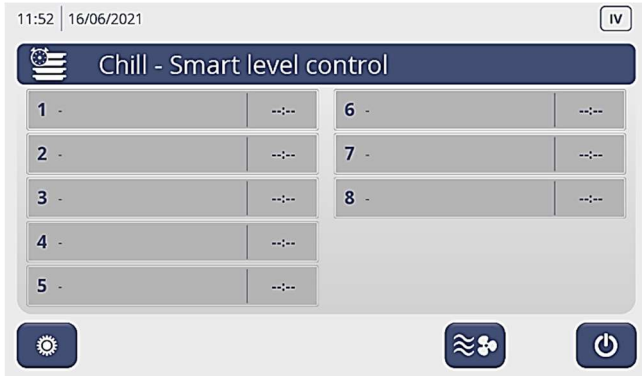 11:52 16/06/2021
IV
Chill - Smart level control
1 - --:--
2 - --:--
3 - --:--
4 - --:--
5 - --:--
6 - --:--
7 - --:--
8 - --:--